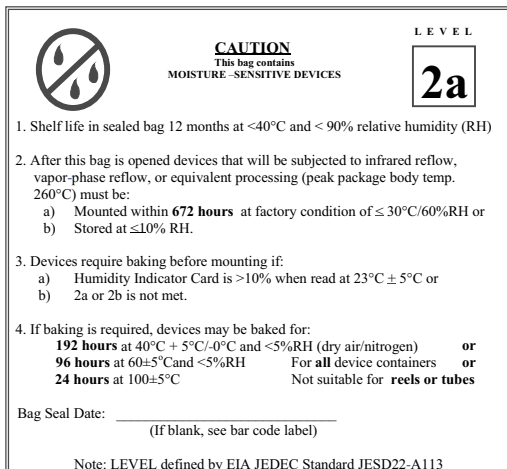 LEVEL
CAUTION
This bag contains
MOISTURE –SENSITIVE DEVICES
2a
1. Shelf life in sealed bag 12 months at <40°C and < 90% relative humidity (RH)
2. After this bag is opened devices that will be subjected to infrared reflow,
vapor-phase reflow, or equivalent processing (peak package body temp.
260°C) must be:
a) Mounted within 672 hours at factory condition of ≤ 30°C/60%RH or
b) Stored at ≤10% RH.
3. Devices require baking before mounting if:
a) Humidity Indicator Card is >10% when read at 23°C ± 5°C or
b) 2a or 2b is not met.
4. If baking is required, devices may be baked for:
192 hours at 40°C + 5°C/-0°C and <5%RH (dry air/nitrogen) or
96 hours at 60±5°Cand <5%RH For all device containers or
24 hours at 100±5°C Not suitable for reels or tubes
Bag Seal Date: ______________________________
(If blank, see bar code label)
Note: LEVEL defined by EIA JEDEC Standard JESD22-A113